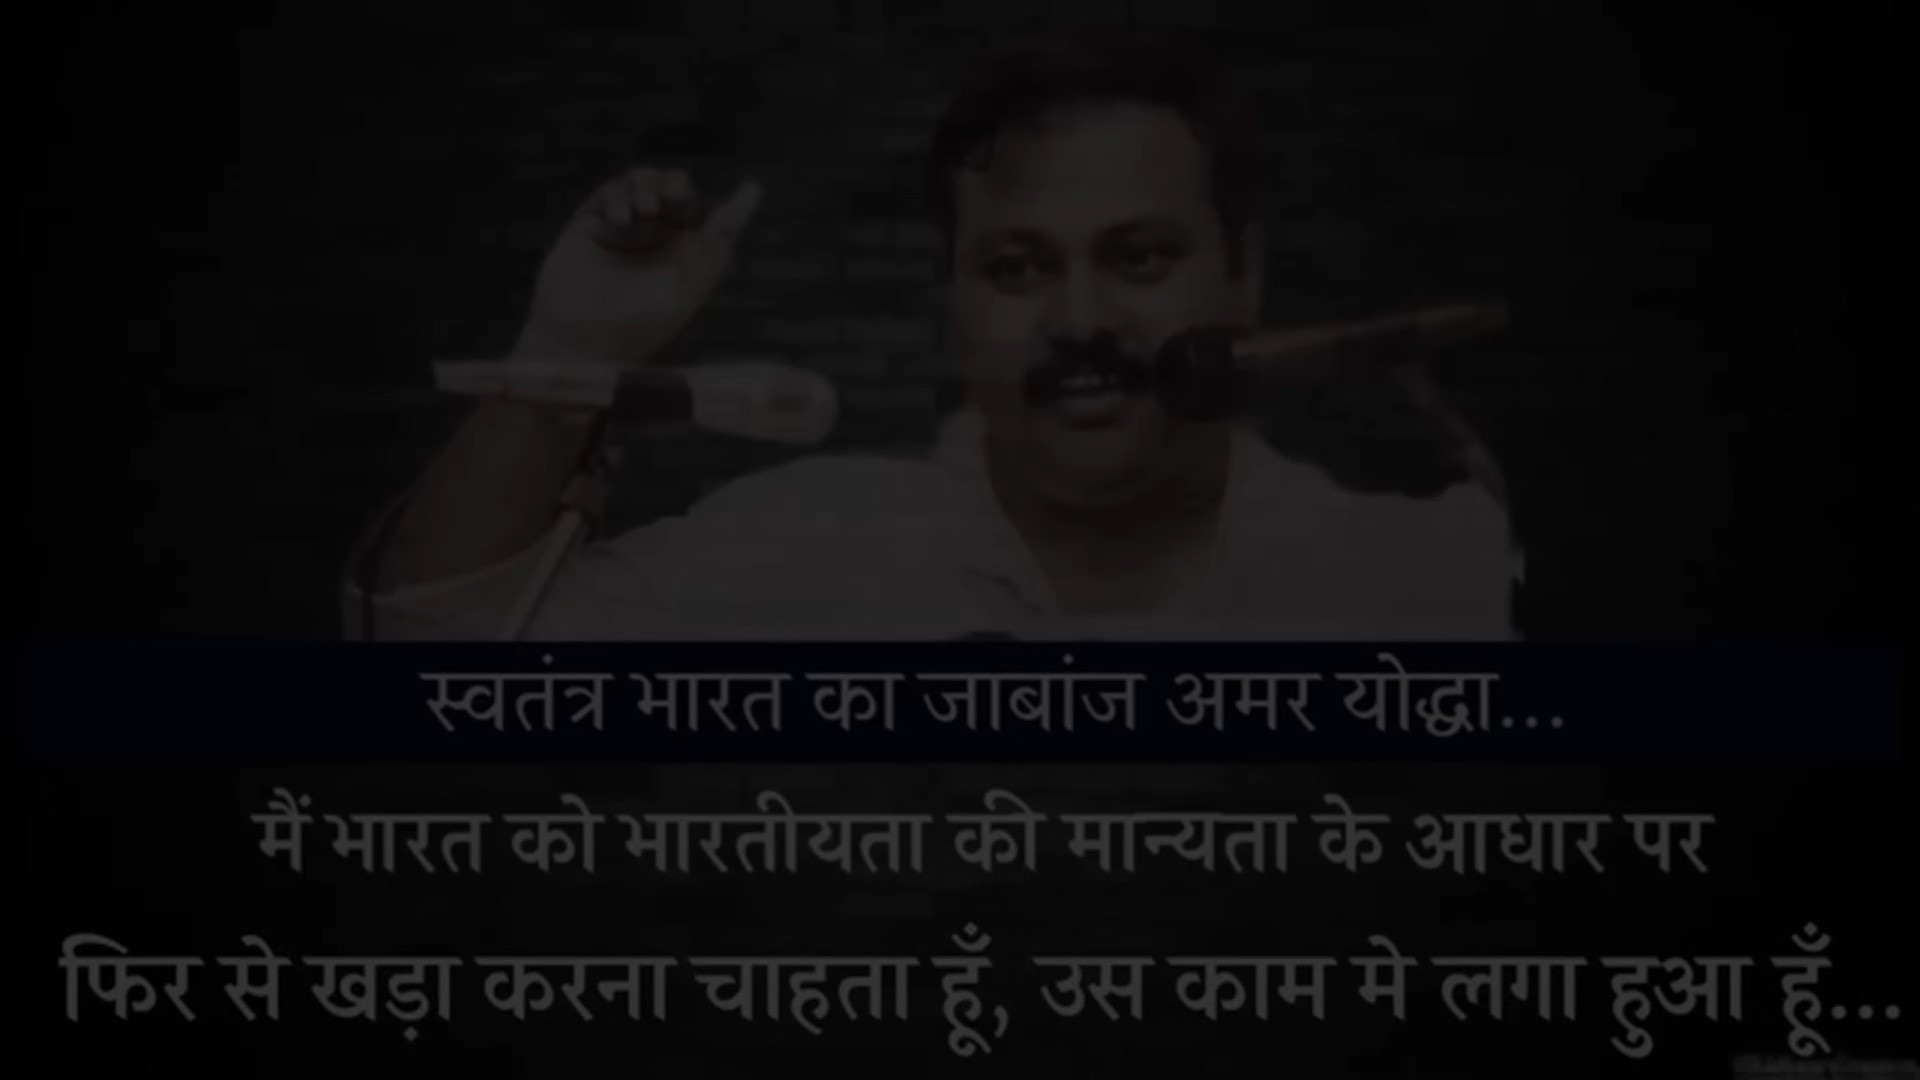 स्वतंत्र भारत का जाबांज अमर योद्धा...
मैं भारत को भारतीयता की मान्यता के आधार पर
फिर से खड़ा करना चाहता हूँ, उस काम मे लगा हुआ हूँ...